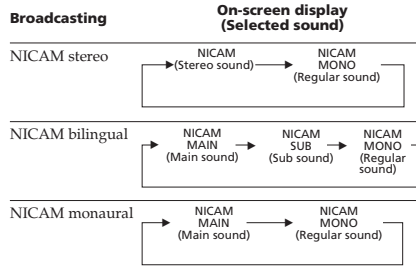 Broadcasting
On-screen display
(Selected sound)
NICAM stereo
NICAM
(Stereo sound)
NICAM
MONO
(Regular sound)
NICAM bilingual
NICAM
MAIN
(Main sound)
NICAM
SUB
(Sub sound)
NICAM
MONO
(Regular
sound)
NICAM monaural
NICAM
MAIN
(Main sound)
NICAM
MONO
(Regular sound)